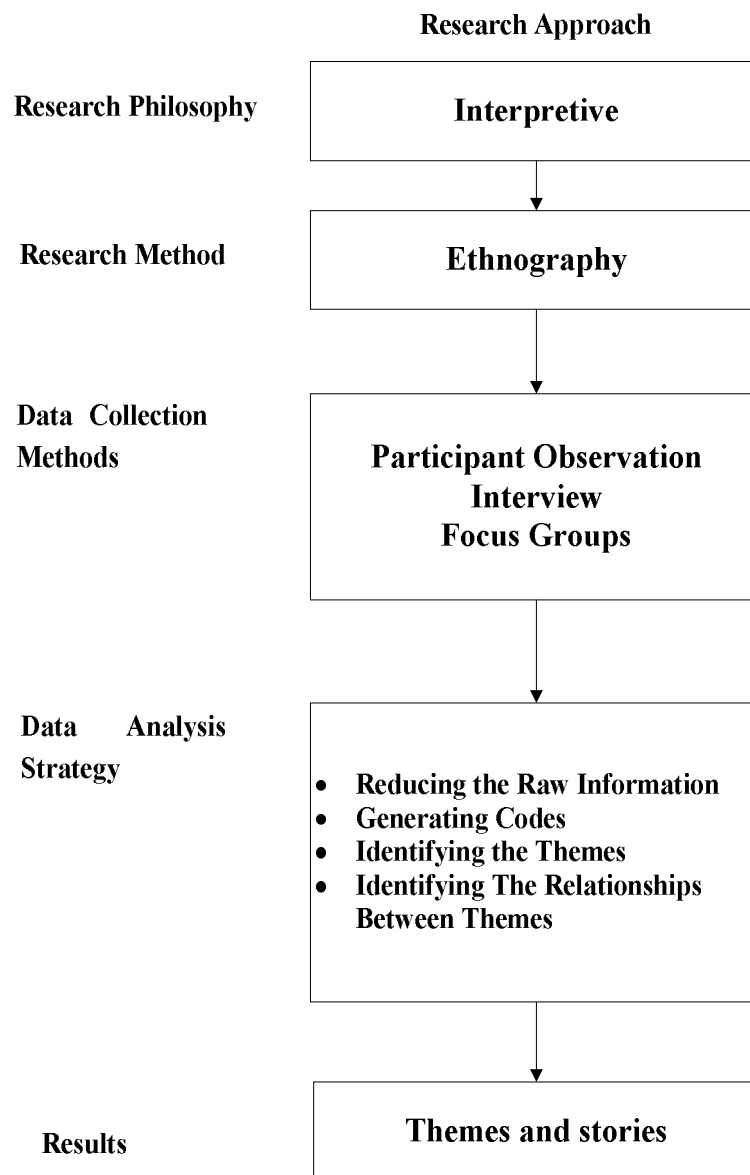 Research Approach
Research Philosophy
Interpretive
Research Method
Ethnography
Data Collection
Methods
Participant Observation
Interview
Focus Groups
Data Analysis
Strategy
• Reducing the Raw Information
• Generating Codes
• Identifying the Themes
• Identifying The Relationships
Between Themes
Results
Themes and stories